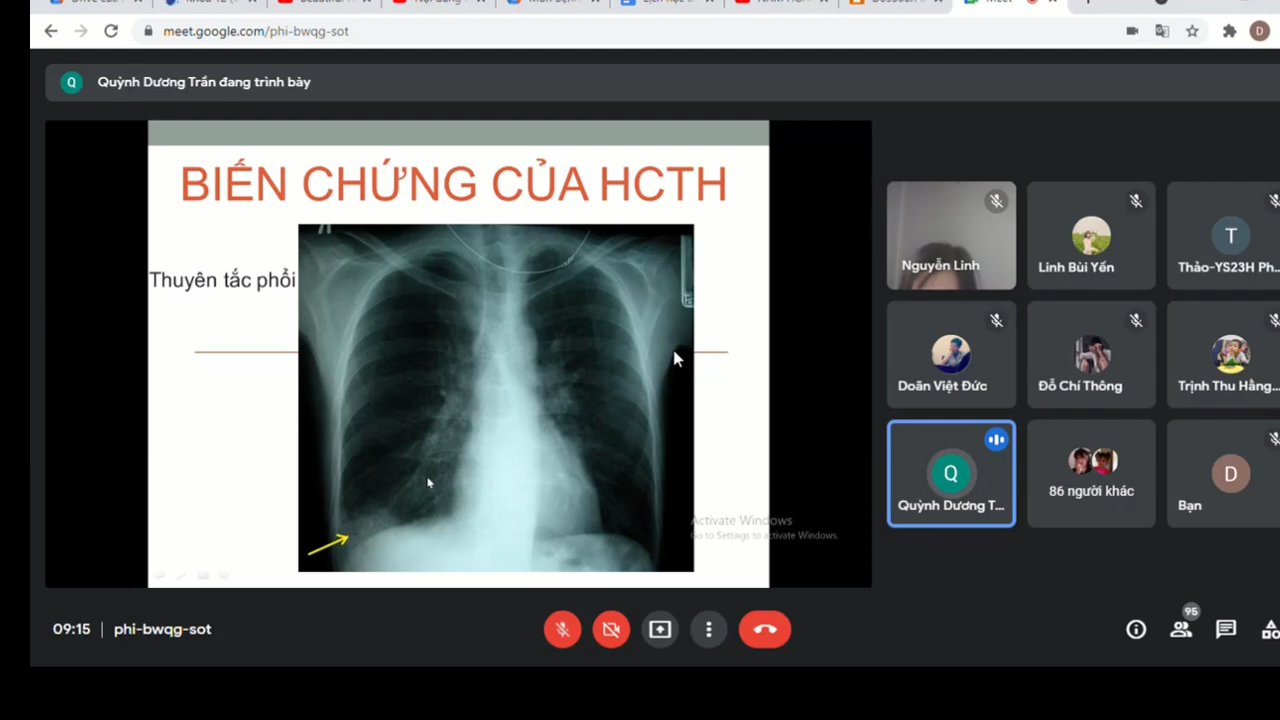 meet.google.com/phi-bwqg-sot
D
Q
Quỳnh Dương Trấn đang trình bày
BIẾN CHỨNG CỦA HCTH
Thuyên tắc phổi
Activate Windows
Go to Settings to activate Windows.
Nguyễn Linh
Linh Bùi Yến
T
Thảo-YS23H Ph...
Doãn Việt Đức
Đỗ Chí Thông
Trịnh Thu Hằng...
Q
Quỳnh Dương T...
86 người khác
D
Bạn
09:15 | phi-bwqg-sot
95